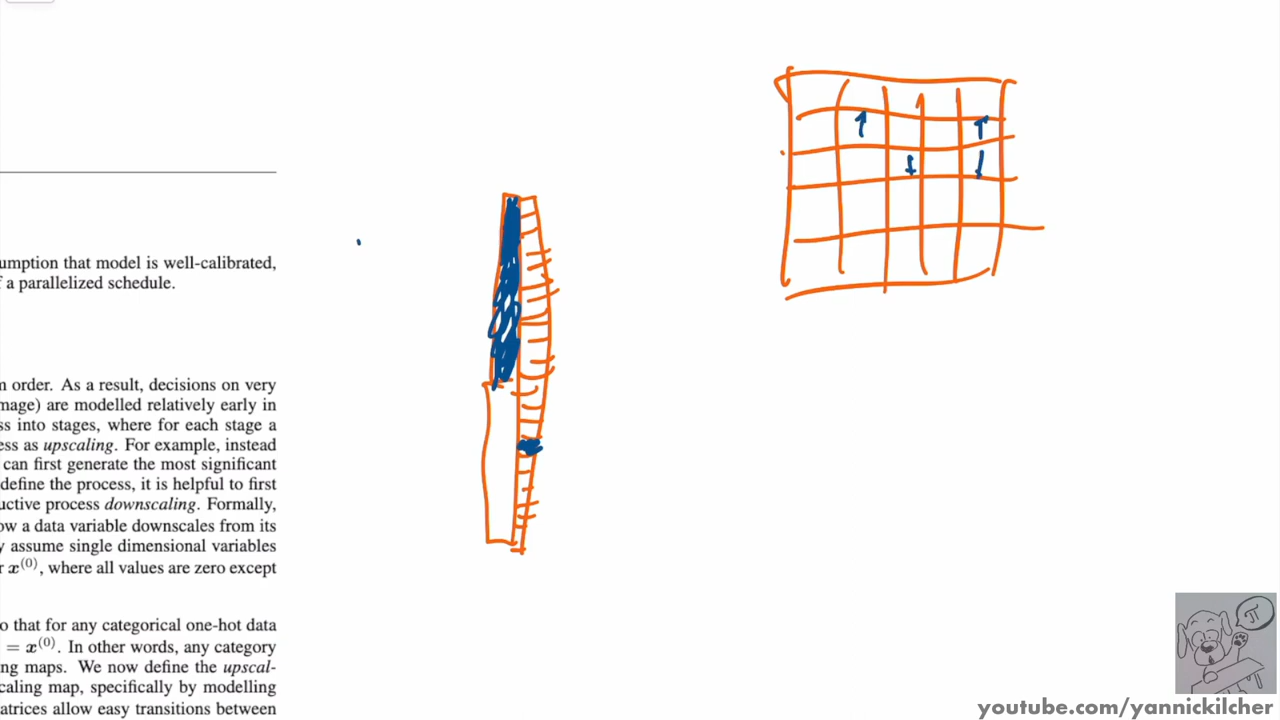 umption that model is well-calibrated,
f a parallelized schedule.
m order. As a result, decisions on very
mage) are modelled relatively early in
ss into stages, where for each stage a
ess as upscaling. For example, instead
can first generate the most significant
define the process, it is helpful to first
uctive process downscaling. Formally,
ow a data variable downscales from its
y assume single dimensional variables
r x^(0), where all values are zero except
o that for any categorical one-hot data
= x^(0). In other words, any category
ng maps. We now define the upscal-
caling map, specifically by modelling
atrices allow easy transitions between
π
youtube.com/yannickilcher